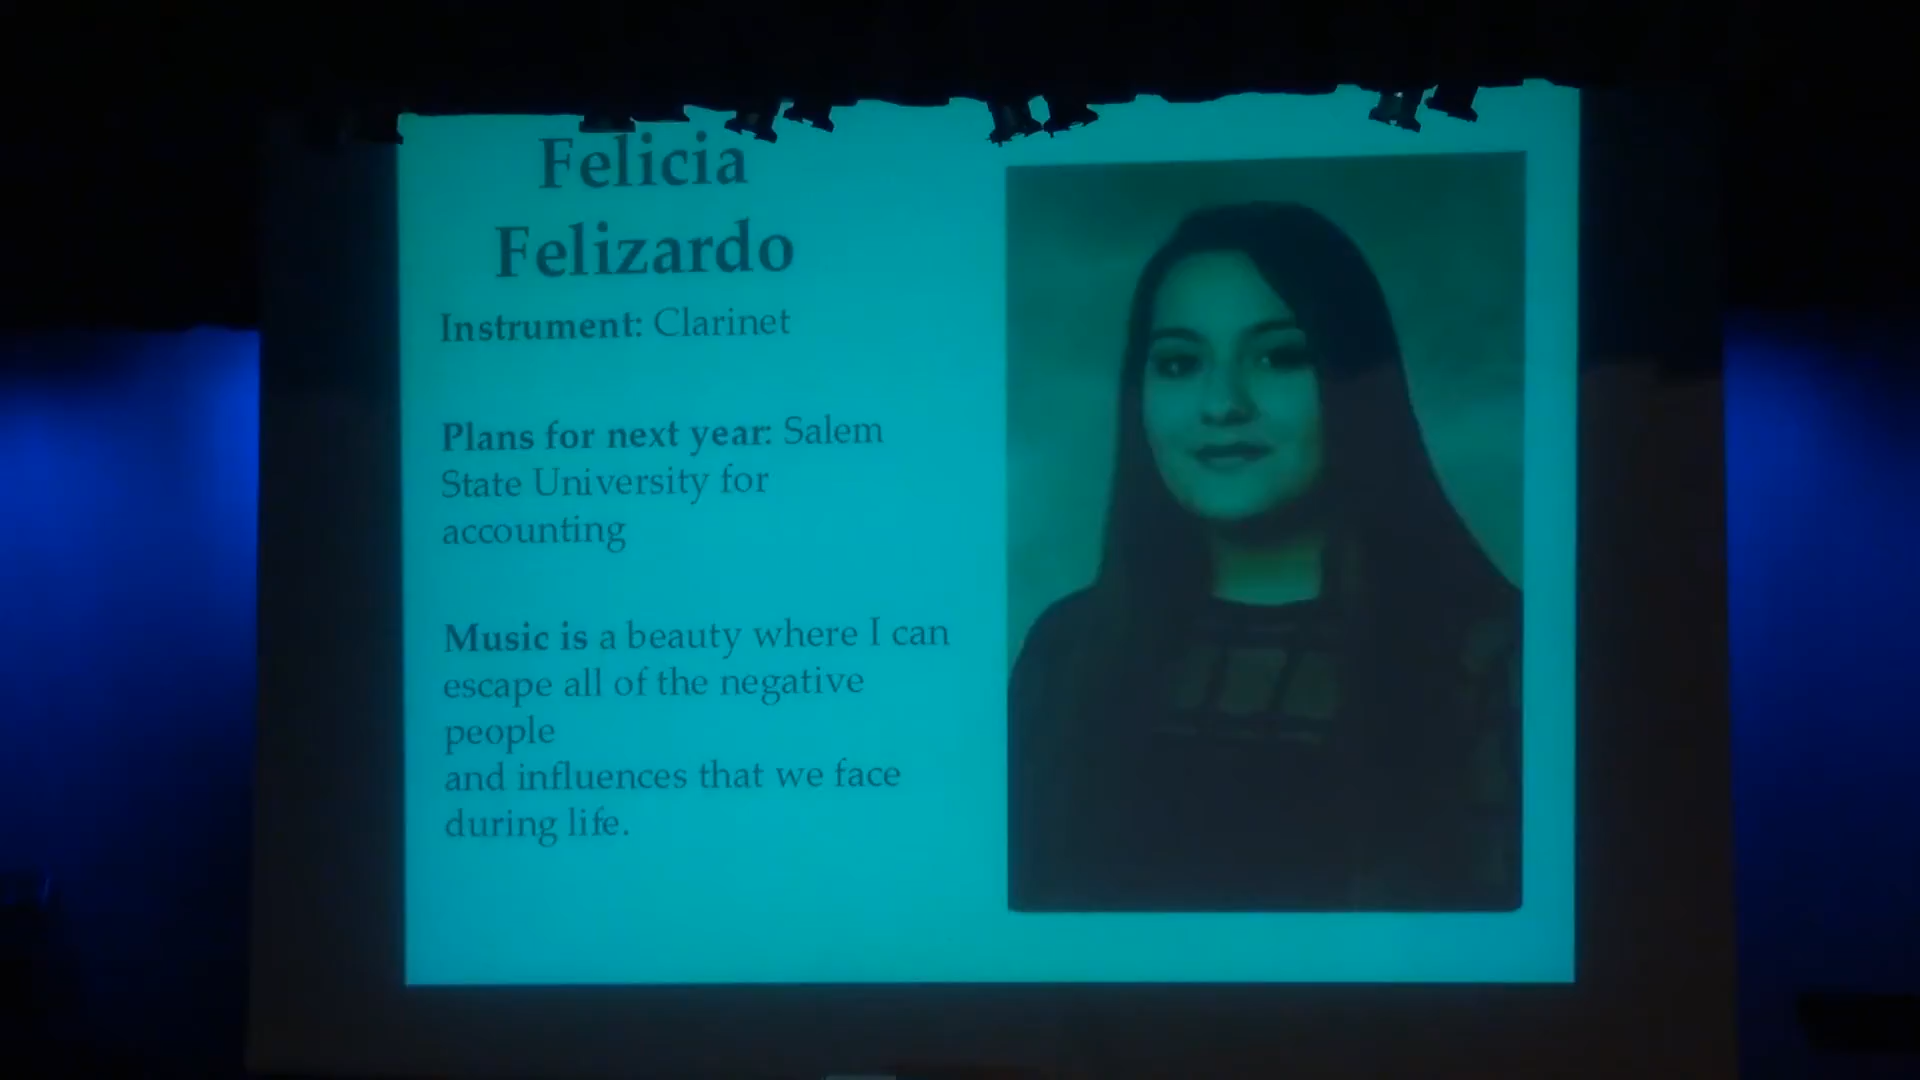 Felicia
Felizardo
Instrument: Clarinet
Plans for next year: Salem
State University for
accounting
Music is a beauty where I can
escape all of the negative
people
and influences that we face
during life.